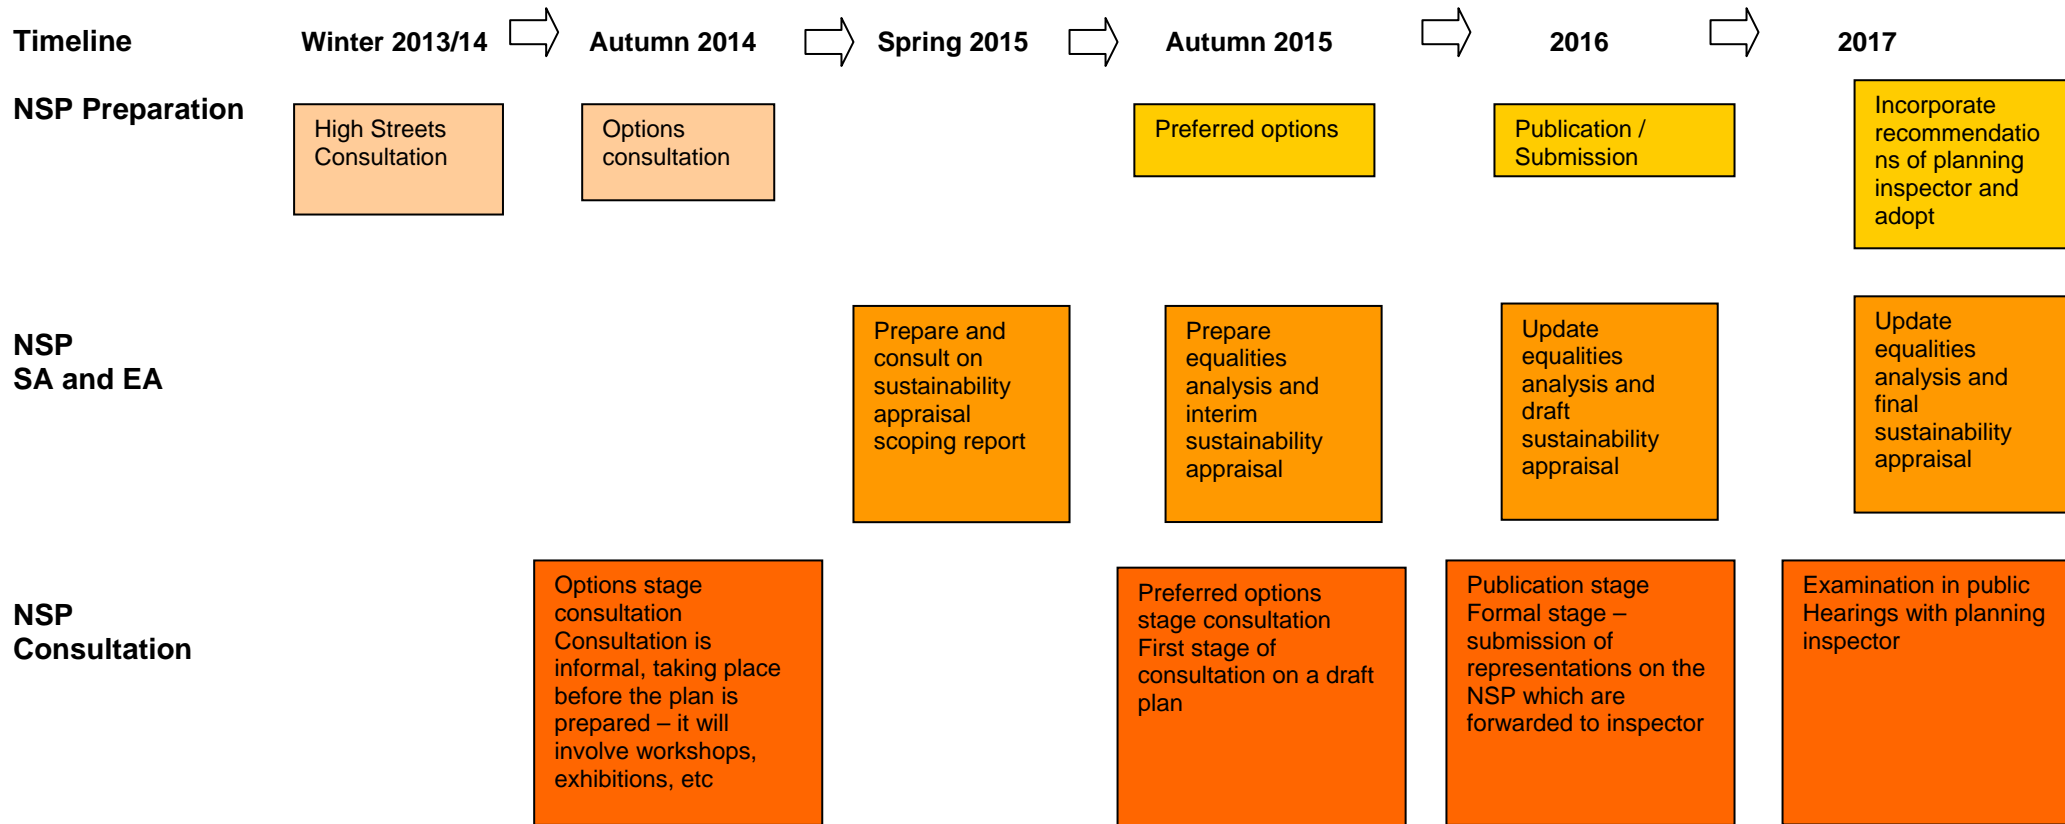 Timeline
Winter 2013/14
Autumn 2014
Spring 2015
Autumn 2015
2016
2017
NSP Preparation
High Streets
Consultation
Options
consultation
Preferred options
Publication /
Submission
Incorporate
recommendatio
ns of planning
inspector and
adopt
NSP
SA and EA
Prepare and
consult on
sustainability
appraisal
scoping report
Prepare
equalities
analysis and
interim
sustainability
appraisal
Update
equalities
analysis and
draft
sustainability
appraisal
Update
equalities
analysis and
final
sustainability
appraisal
NSP
Consultation
Options stage
consultation
Consultation is
informal, taking place
before the plan is
prepared – it will
involve workshops,
exhibitions, etc
Preferred options
stage consultation
First stage of
consultation on a draft
plan
Publication stage
Formal stage –
submission of
representations on the
NSP which are
forwarded to inspector
Examination in public
Hearings with planning
inspector